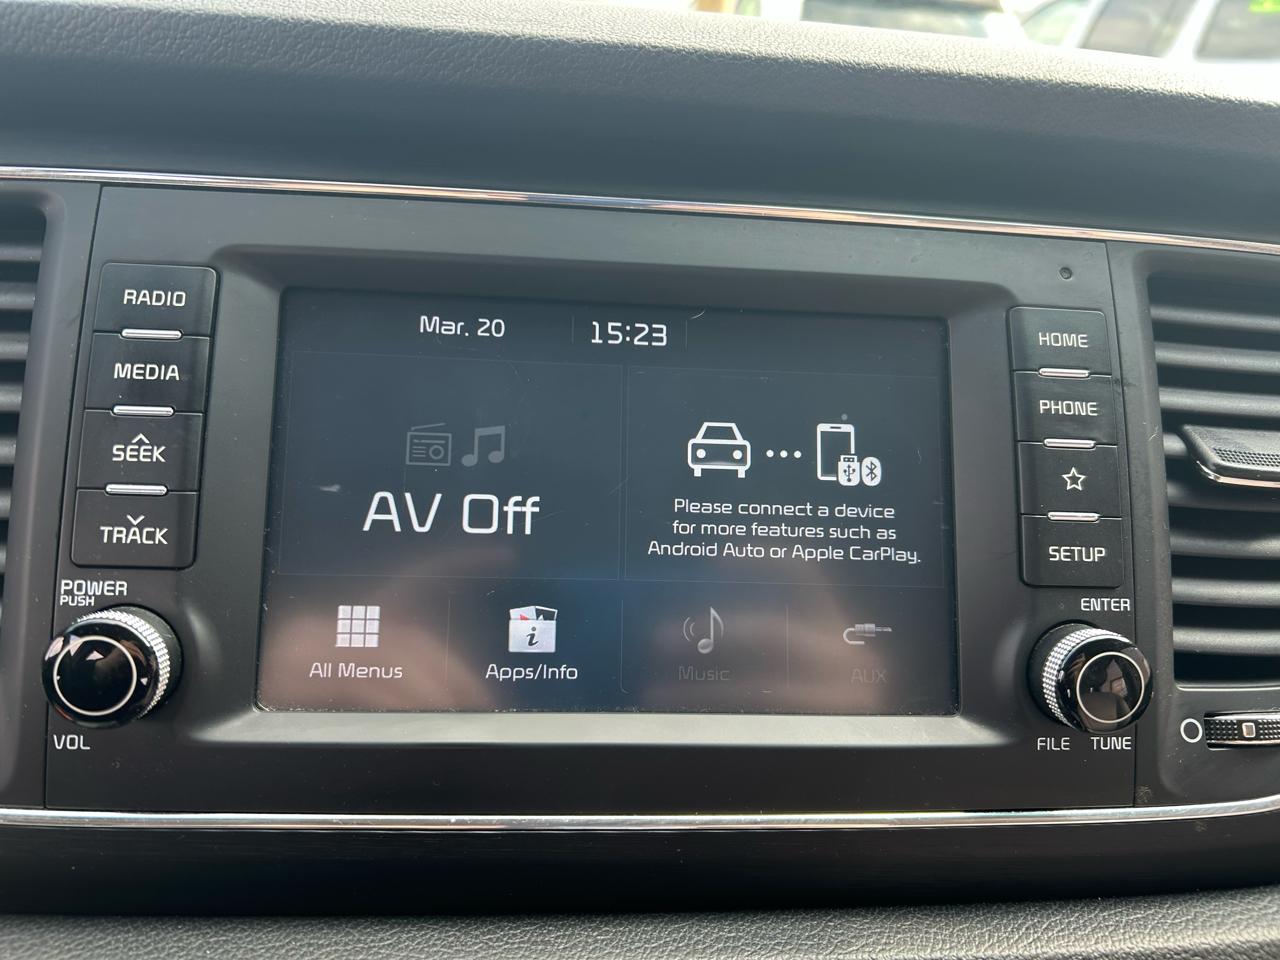 RADIO
MEDIA
SEEK
TRACK
POWER
PUSH
VOL
Mar. 20
15:23
AV Off
Please connect a device
for more features such as
Android Auto or Apple CarPlay.
All Menus
Apps/Info
Music
AUX
HOME
PHONE
SETUP
ENTER
FILE TUNE